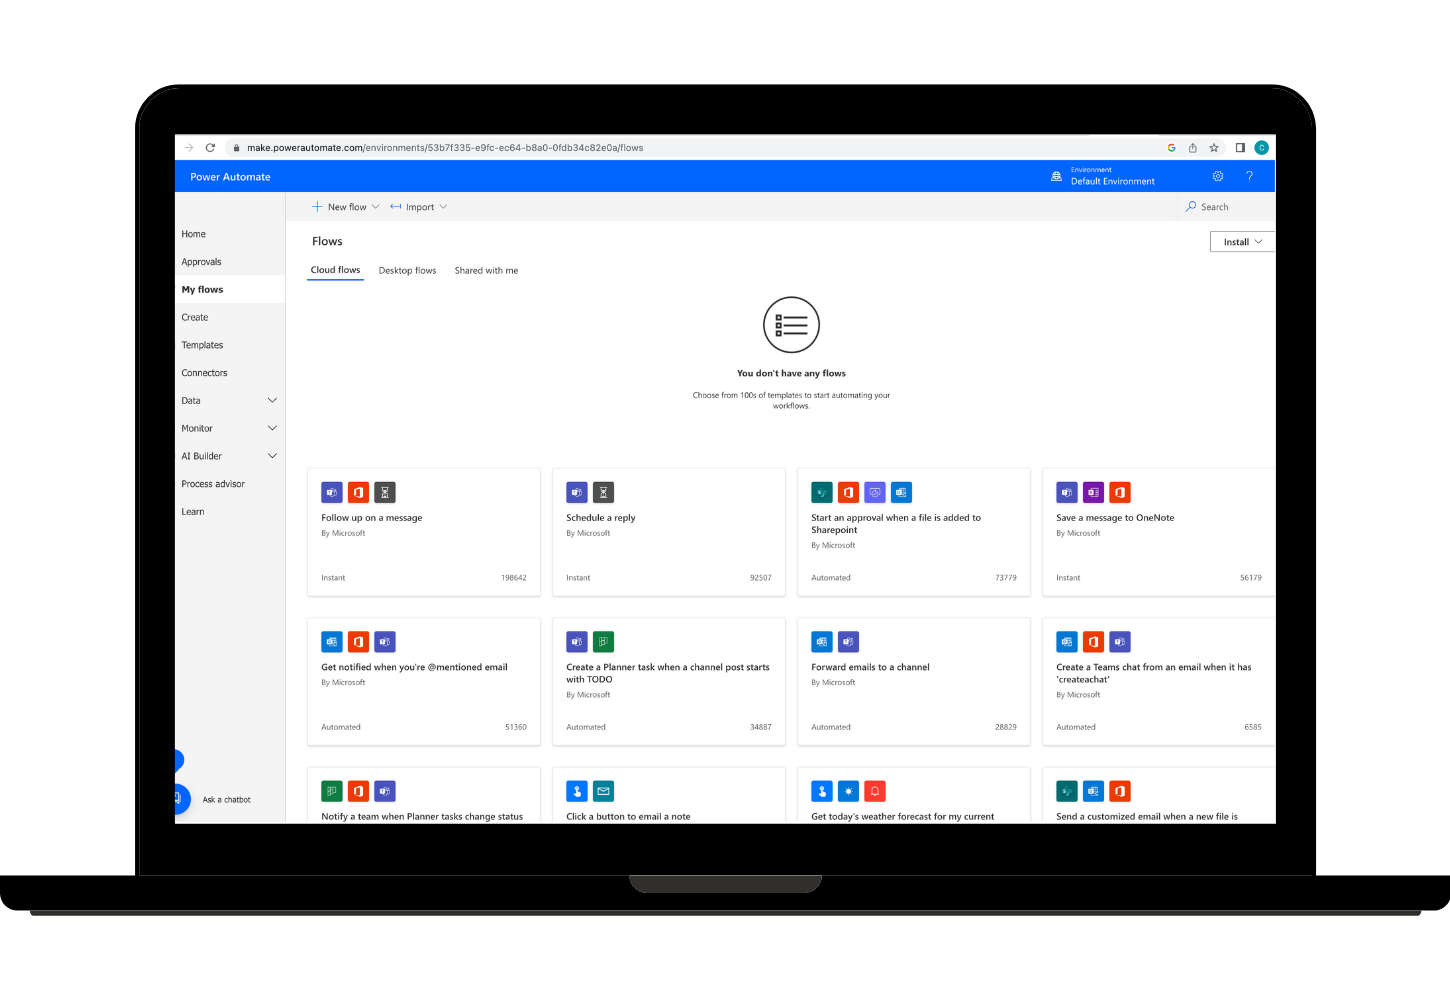 make.powerautomate.com/environments/53b7f335-e9fc-ec64-b8a0-0fdb34c82e0a/flows
G
C
Power Automate
Environment
Default Environment
?
New flow
Import
Search
Home
Approvals
My flows
Create
Templates
Connectors
Data
Monitor
AI Builder
Process advisor
Learn
Ask a chatbot
Flows
Install
Cloud flows
Desktop flows
Shared with me
You don't have any flows
Choose from 100s of templates to start automating your
workflows.
Follow up on a message
By Microsoft
Instant
198642
Schedule a reply
By Microsoft
Instant
92507
Start an approval when a file is added to
Sharepoint
By Microsoft
Automated
73779
Save a message to OneNote
By Microsoft
Instant
56179
Get notified when you're @mentioned email
By Microsoft
Automated
51360
Create a Planner task when a channel post starts
with TODO
By Microsoft
Automated
34887
Forward emails to a channel
By Microsoft
Automated
28829
Create a Teams chat from an email when it has
'createachat'
By Microsoft
Automated
6585
Notify a team when Planner tasks change status
Click a button to email a note
Get today's weather forecast for my current
Send a customized email when a new file is